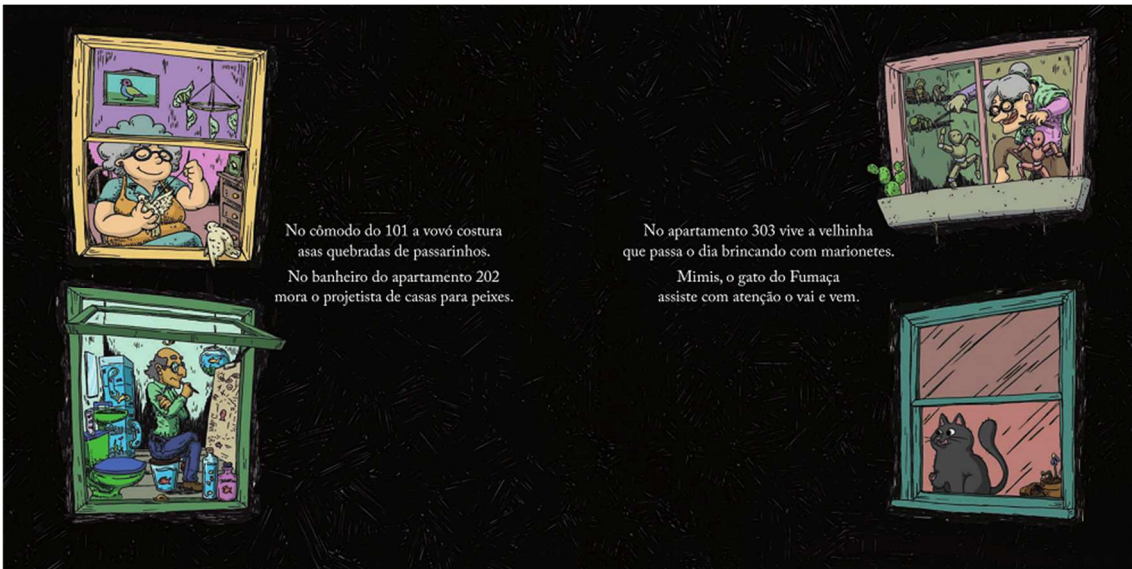 No cômodo do 101 a vovó costura
asas quebradas de passarinhos.
No banheiro do apartamento 202
mora o projetista de casas para peixes.
No apartamento 303 vive a velhinha
que passa o dia brincando com marionetes.
Mimis, o gato do Fumaça
assiste com atenção o vai e vem.